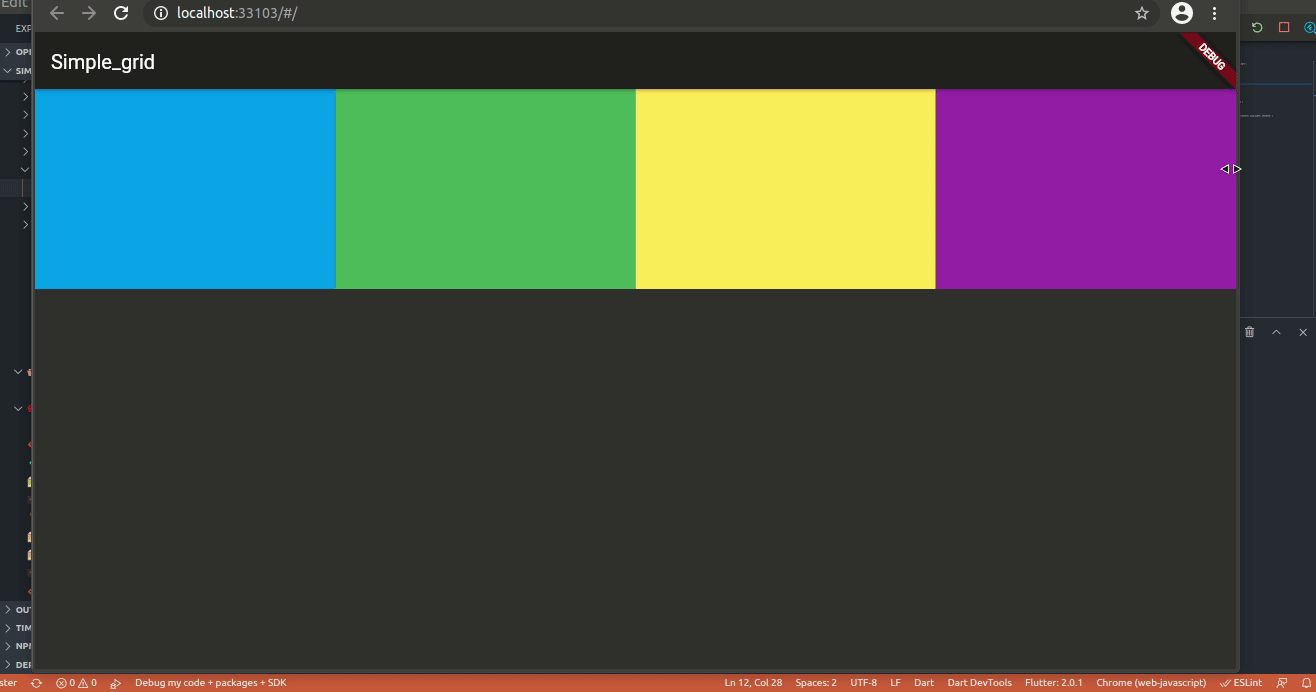 Edit
localhost:33103/#/
EXP
Simple_grid
DEBUG
OPE
SIM
OUT
TIM
NPM
DEP
ster
0 0
Debug my code + packages + SDK
Ln 12, Col 28
Spaces: 2
UTF-8
LF
Dart
Dart DevTools
Flutter: 2.0.1
Chrome (web-javascript)
ESLint